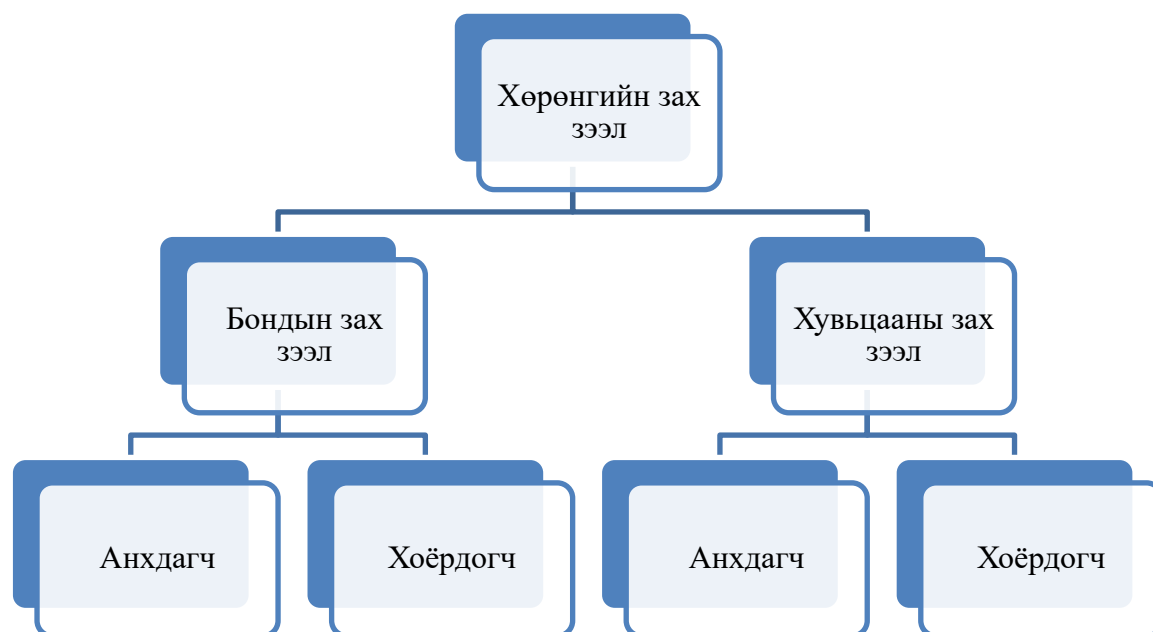 Хөрөнгийн зах
зээл
Бондын зах
зээл
Хувьцааны зах
зээл
Анхдагч
Хоёрдогч
Анхдагч
Хоёрдогч